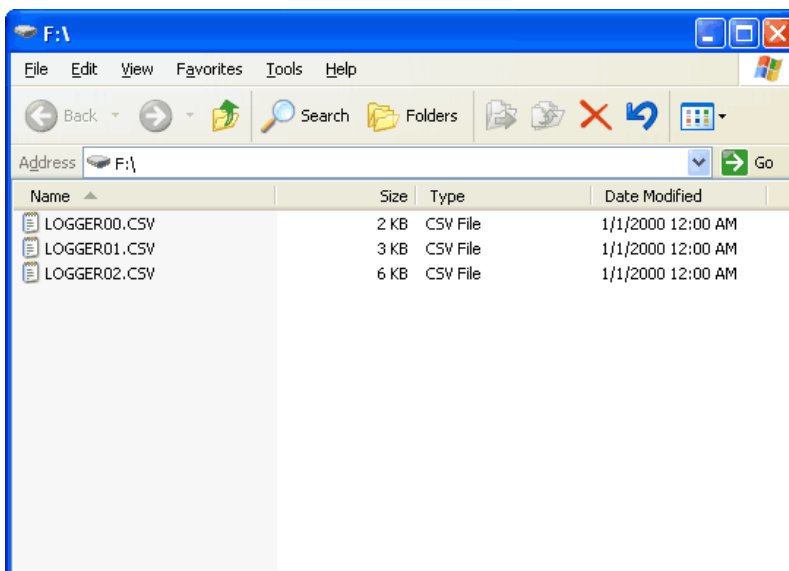 F:\
File Edit View Favorites Tools Help
Back Search Folders
Address F:\ Go
Name Size Type Date Modified
LOGGER00.CSV 2 KB CSV File 1/1/2000 12:00 AM
LOGGER01.CSV 3 KB CSV File 1/1/2000 12:00 AM
LOGGER02.CSV 6 KB CSV File 1/1/2000 12:00 AM